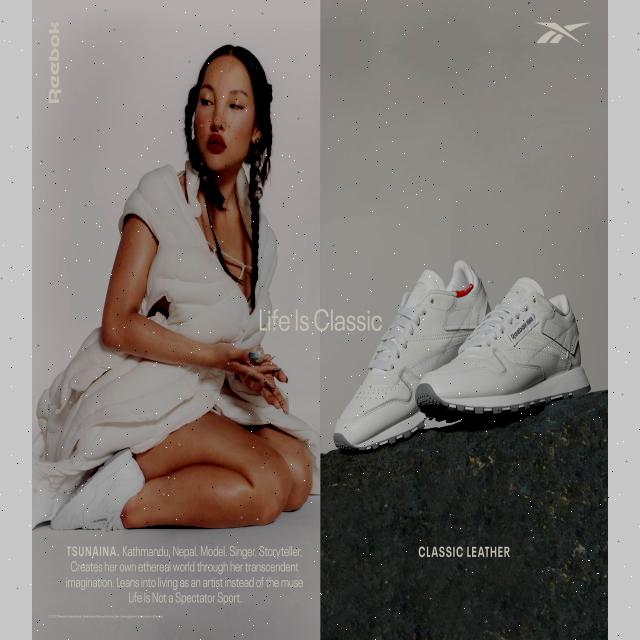 Reebok
Life Is Classic
TSUNAINA. Kathmandu, Nepal. Model. Singer. Storyteller.
Creates her own ethereal world through her transcendent
imagination. Leans into living as an artist instead of the muse
Life Is Not a Spectator Sport.
CLASSIC LEATHER